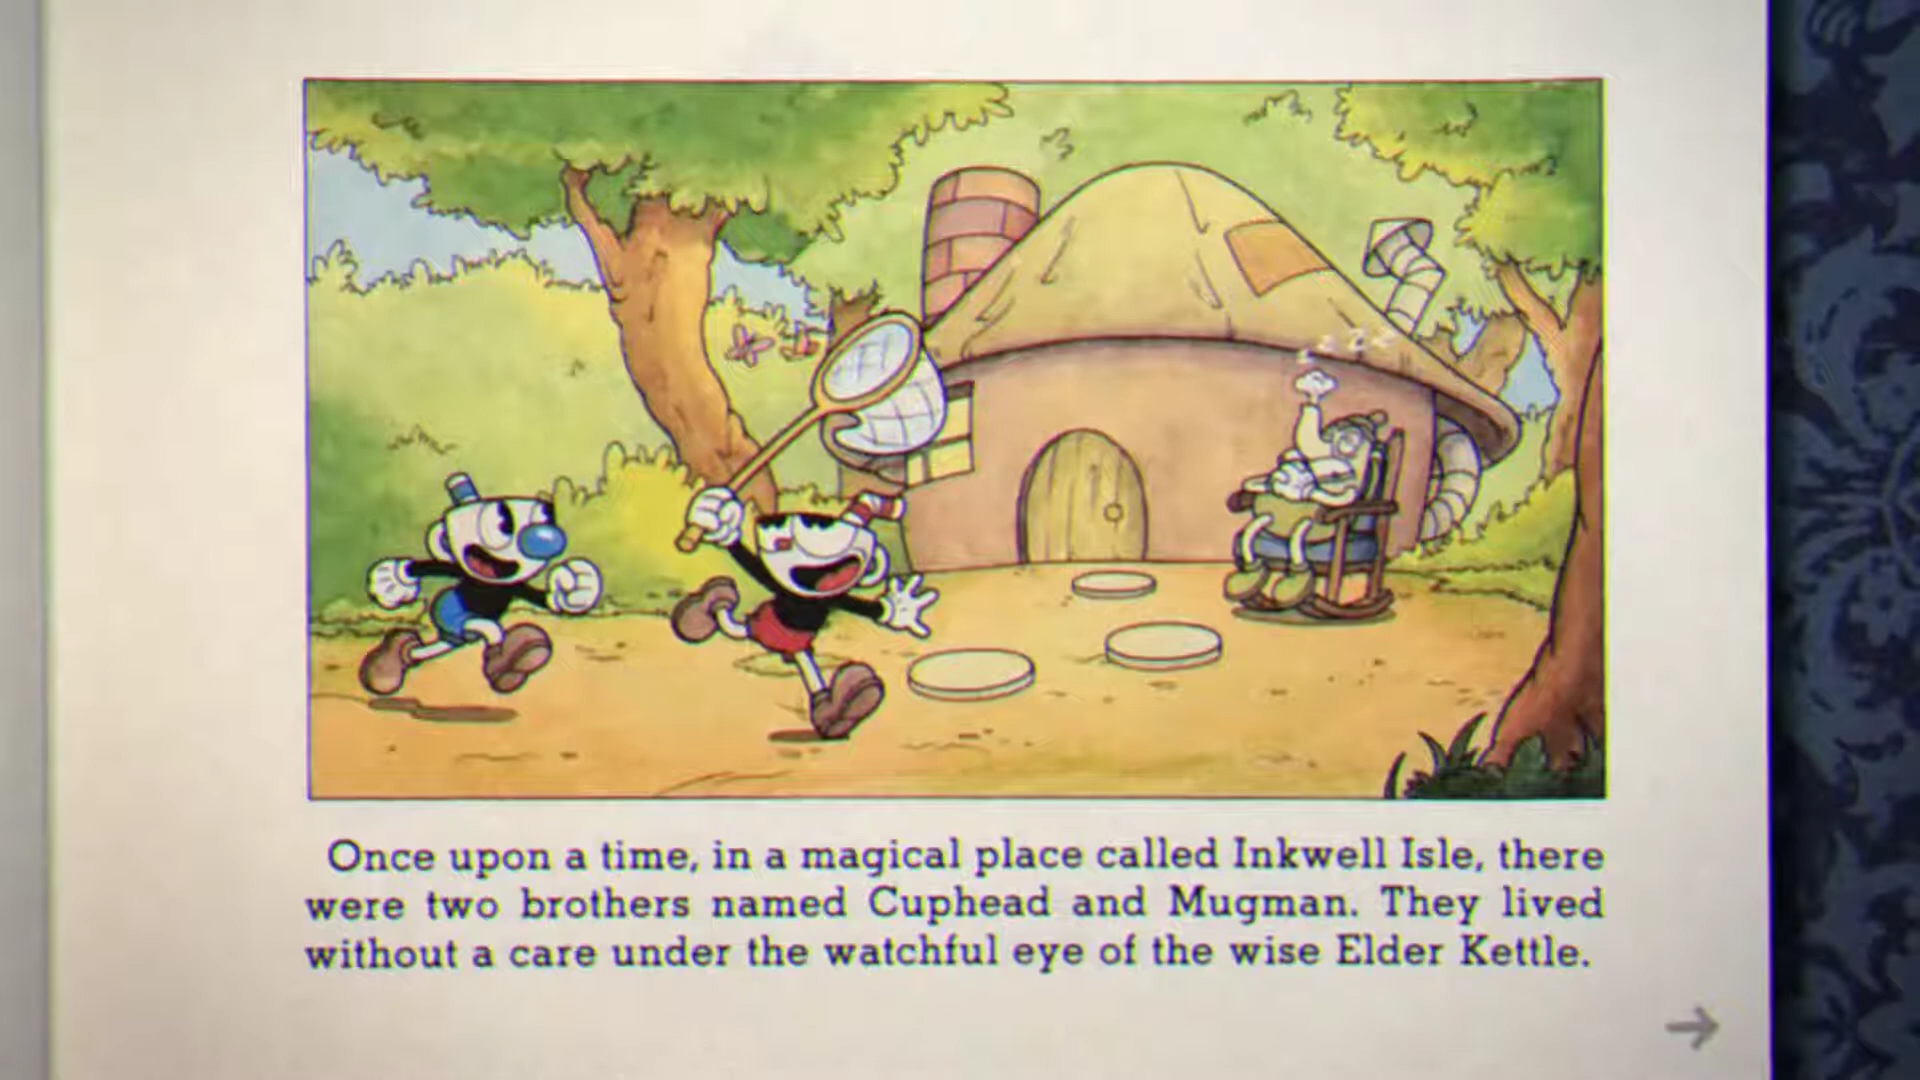 z z z z
Once upon a time, in a magical place called Inkwell Isle, there
were two brothers named Cuphead and Mugman. They lived
without a care under the watchful eye of the wise Elder Kettle.